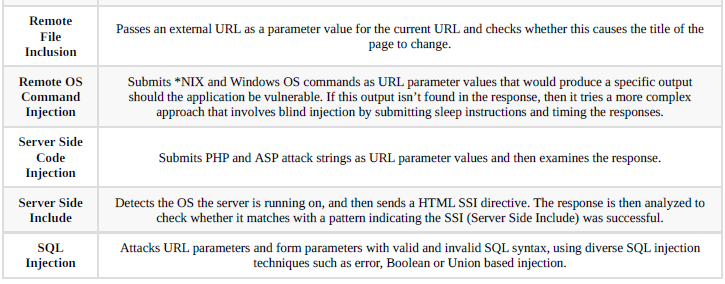 Remote
File
Inclusion
Passes an external URL as a parameter value for the current URL and checks whether this causes the title of the
page to change.
Remote OS
Command
Injection
Submits *NIX and Windows OS commands as URL parameter values that would produce a specific output
should the application be vulnerable. If this output isn’t found in the response, then it tries a more complex
approach that involves blind injection by submitting sleep instructions and timing the responses.
Server Side
Code
Injection
Submits PHP and ASP attack strings as URL parameter values and then examines the response.
Server Side
Include
Detects the OS the server is running on, and then sends a HTML SSI directive. The response is then analyzed to
check whether it matches with a pattern indicating the SSI (Server Side Include) was successful.
SQL
Injection
Attacks URL parameters and form parameters with valid and invalid SQL syntax, using diverse SQL injection
techniques such as error, Boolean or Union based injection.